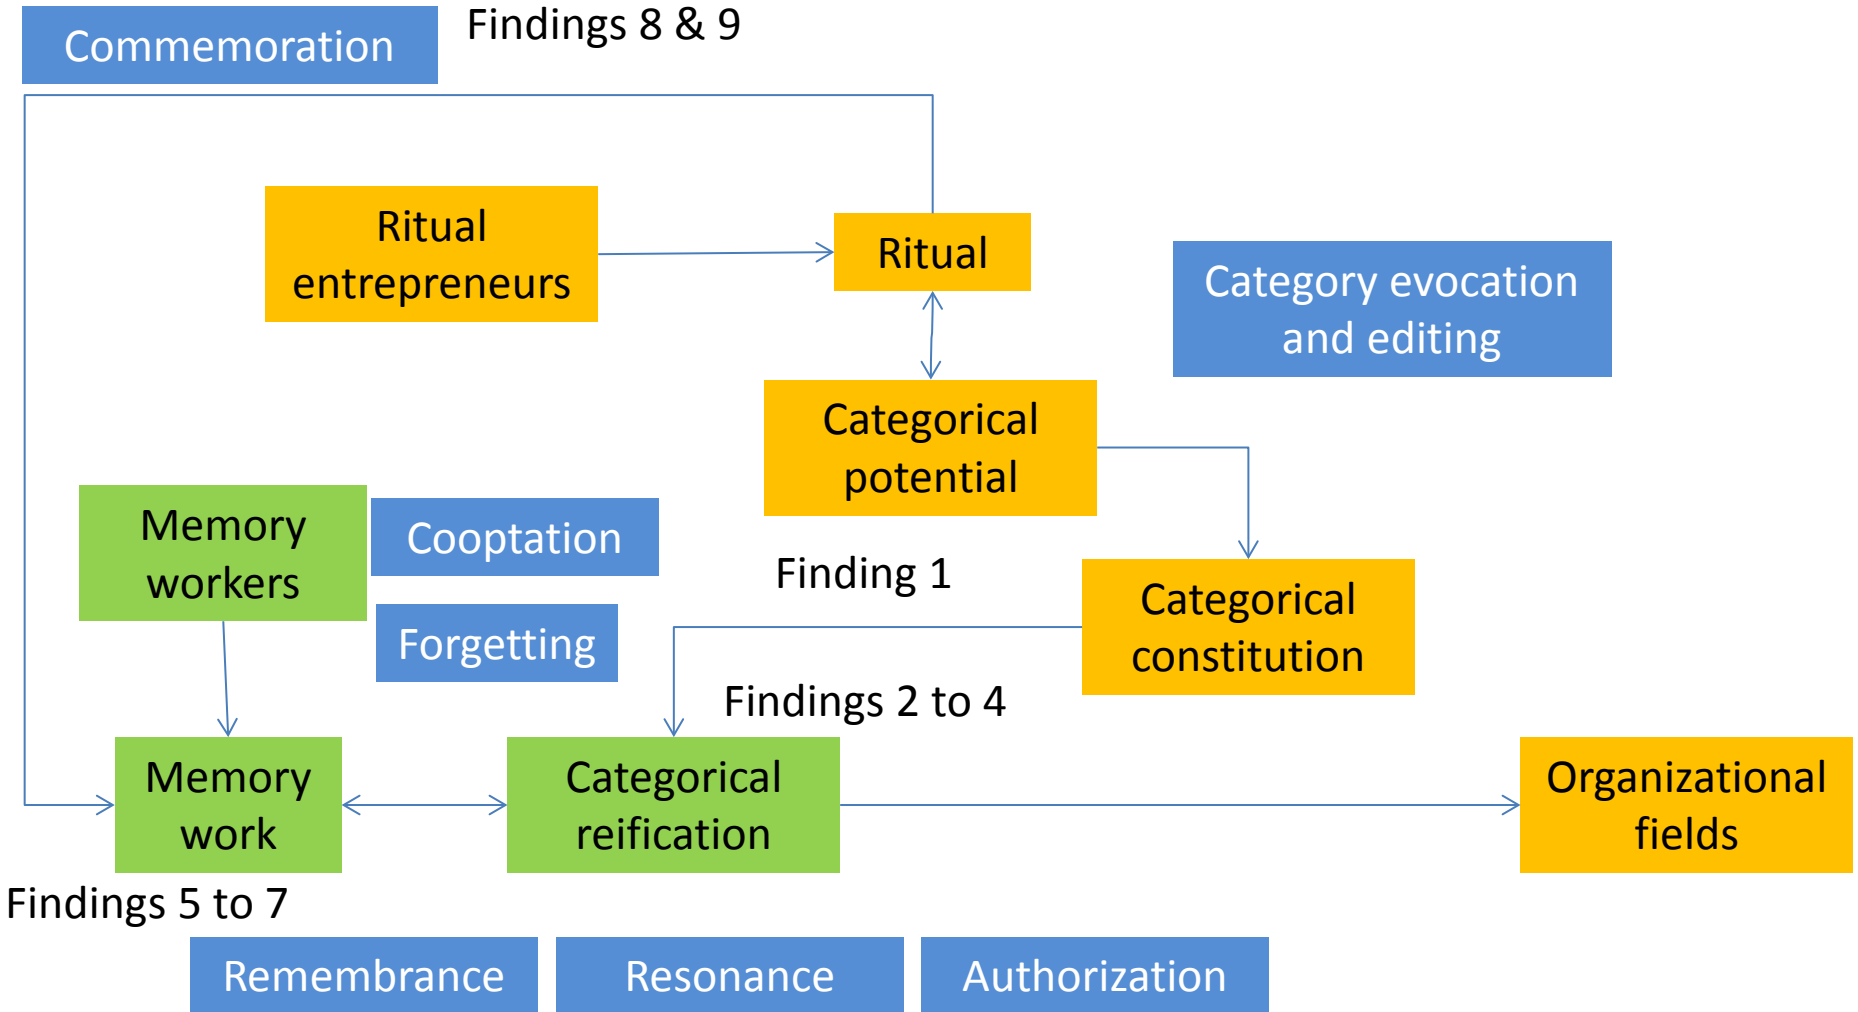 Commemoration
Findings 8 & 9
Ritual
entrepreneurs
Ritual
Category evocation
and editing
Categorical
potential
Memory
workers
Cooptation
Forgetting
Finding 1
Categorical
constitution
Findings 2 to 4
Memory
work
Categorical
reification
Organizational
fields
Findings 5 to 7
Remembrance
Resonance
Authorization